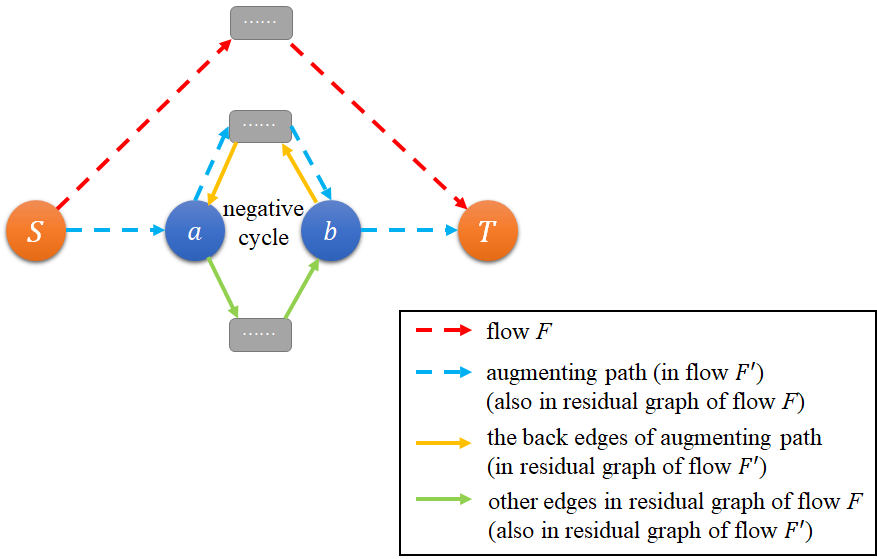 ……
……
negative
cycle
S
a
b
T
……
flow F
augmenting path (in flow F′)
(also in residual graph of flow F)
the back edges of augmenting path
(in residual graph of flow F′)
other edges in residual graph of flow F
(also in residual graph of flow F′)